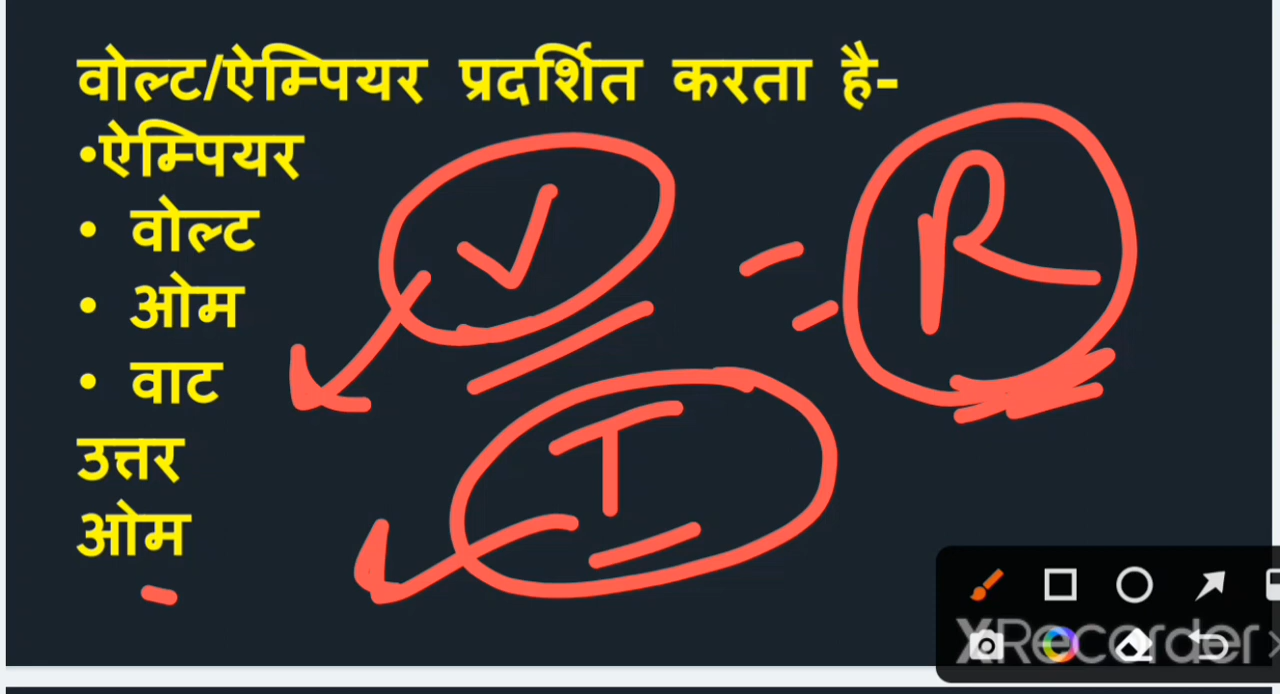 वोल्ट/ऐम्पियर प्रदर्शित करता है-
•ऐम्पियर
• वोल्ट
• ओम
• वाट
उत्तर
ओम
V
= R
I
XRecorder